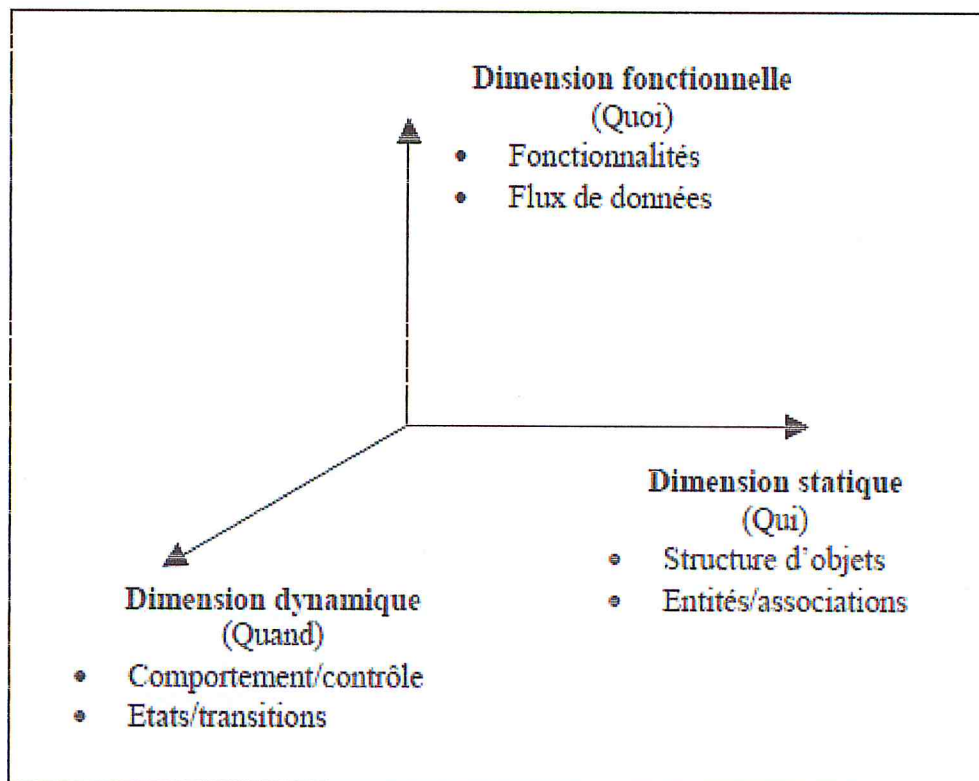 Dimension fonctionnelle
(Quoi)
• Fonctionnalités
• Flux de données
Dimension statique
(Qui)
• Structure d'objets
• Entités/associations
Dimension dynamique
(Quand)
• Comportement/contrôle
• Etats/transitions